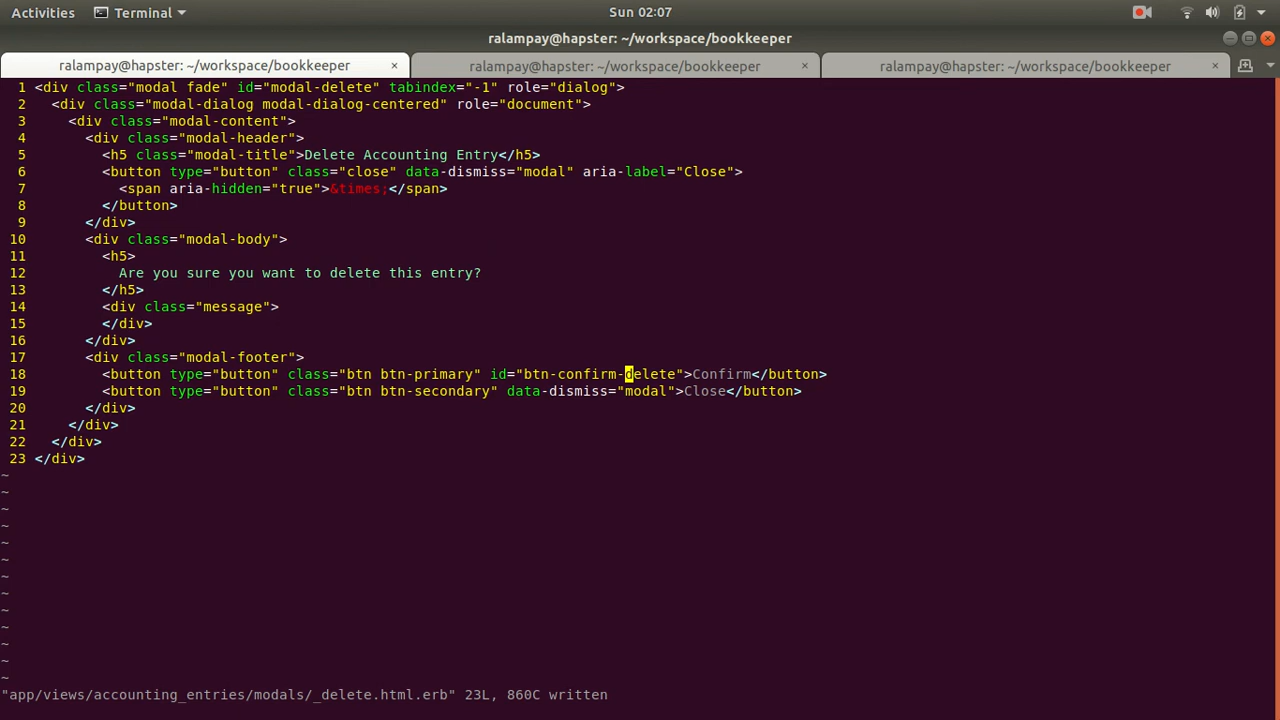 Activities Terminal Sun 02:07
ralampay@hapster: ~/workspace/bookkeeper
ralampay@hapster: ~/workspace/bookkeeper × ralampay@hapster: ~/workspace/bookkeeper × ralampay@hapster: ~/workspace/bookkeeper ×
1 <div class="modal fade" id="modal-delete" tabindex="-1" role="dialog">
2   <div class="modal-dialog modal-dialog-centered" role="document">
3     <div class="modal-content">
4       <div class="modal-header">
5         <h5 class="modal-title">Delete Accounting Entry</h5>
6         <button type="button" class="close" data-dismiss="modal" aria-label="Close">
7           <span aria-hidden="true">&times;</span>
8         </button>
9       </div>
10       <div class="modal-body">
11         <h5>
12           Are you sure you want to delete this entry?
13         </h5>
14         <div class="message">
15         </div>
16       </div>
17       <div class="modal-footer">
18         <button type="button" class="btn btn-primary" id="btn-confirm-delete">Confirm</button>
19         <button type="button" class="btn btn-secondary" data-dismiss="modal">Close</button>
20       </div>
21     </div>
22   </div>
23 </div>
~
~
~
~
~
~
~
~
~
~
~
~
~
"app/views/accounting_entries/modals/_delete.html.erb" 23L, 860C written